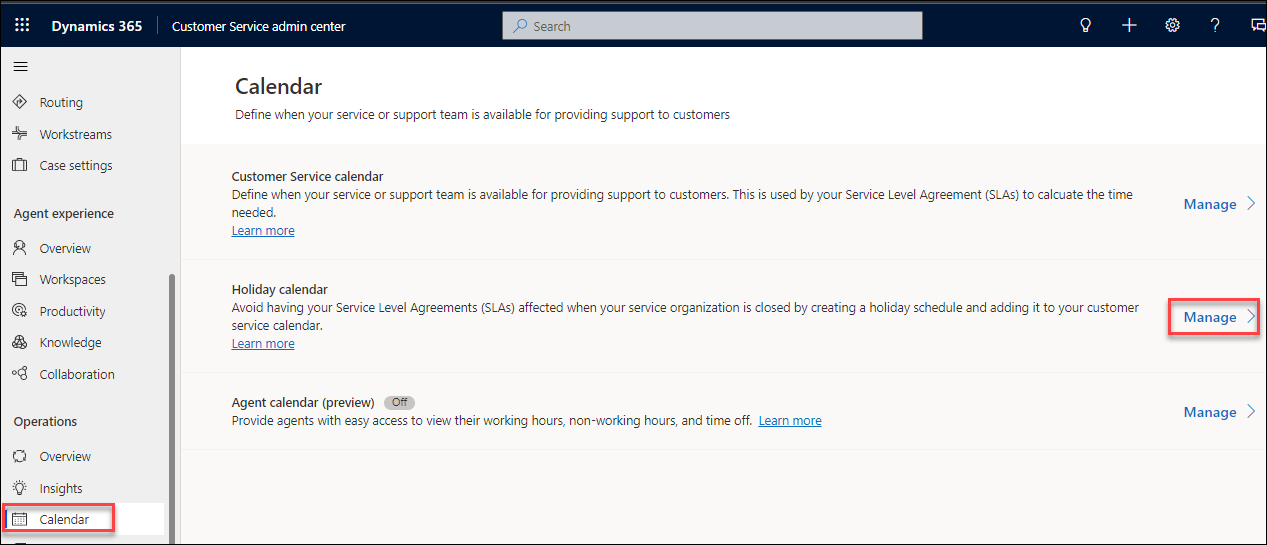 Dynamics 365
Customer Service admin center
Search
Routing
Workstreams
Case settings
Agent experience
Overview
Workspaces
Productivity
Knowledge
Collaboration
Operations
Overview
Insights
Calendar
Calendar
Define when your service or support team is available for providing support to customers
Customer Service calendar
Define when your service or support team is available for providing support to customers. This is used by your Service Level Agreement (SLAs) to calcuate the time
needed.
Learn more
Manage
Holiday calendar
Avoid having your Service Level Agreements (SLAs) affected when your service organization is closed by creating a holiday schedule and adding it to your customer
service calendar.
Learn more
Manage
Agent calendar (preview) Off
Provide agents with easy access to view their working hours, non-working hours, and time off. Learn more
Manage